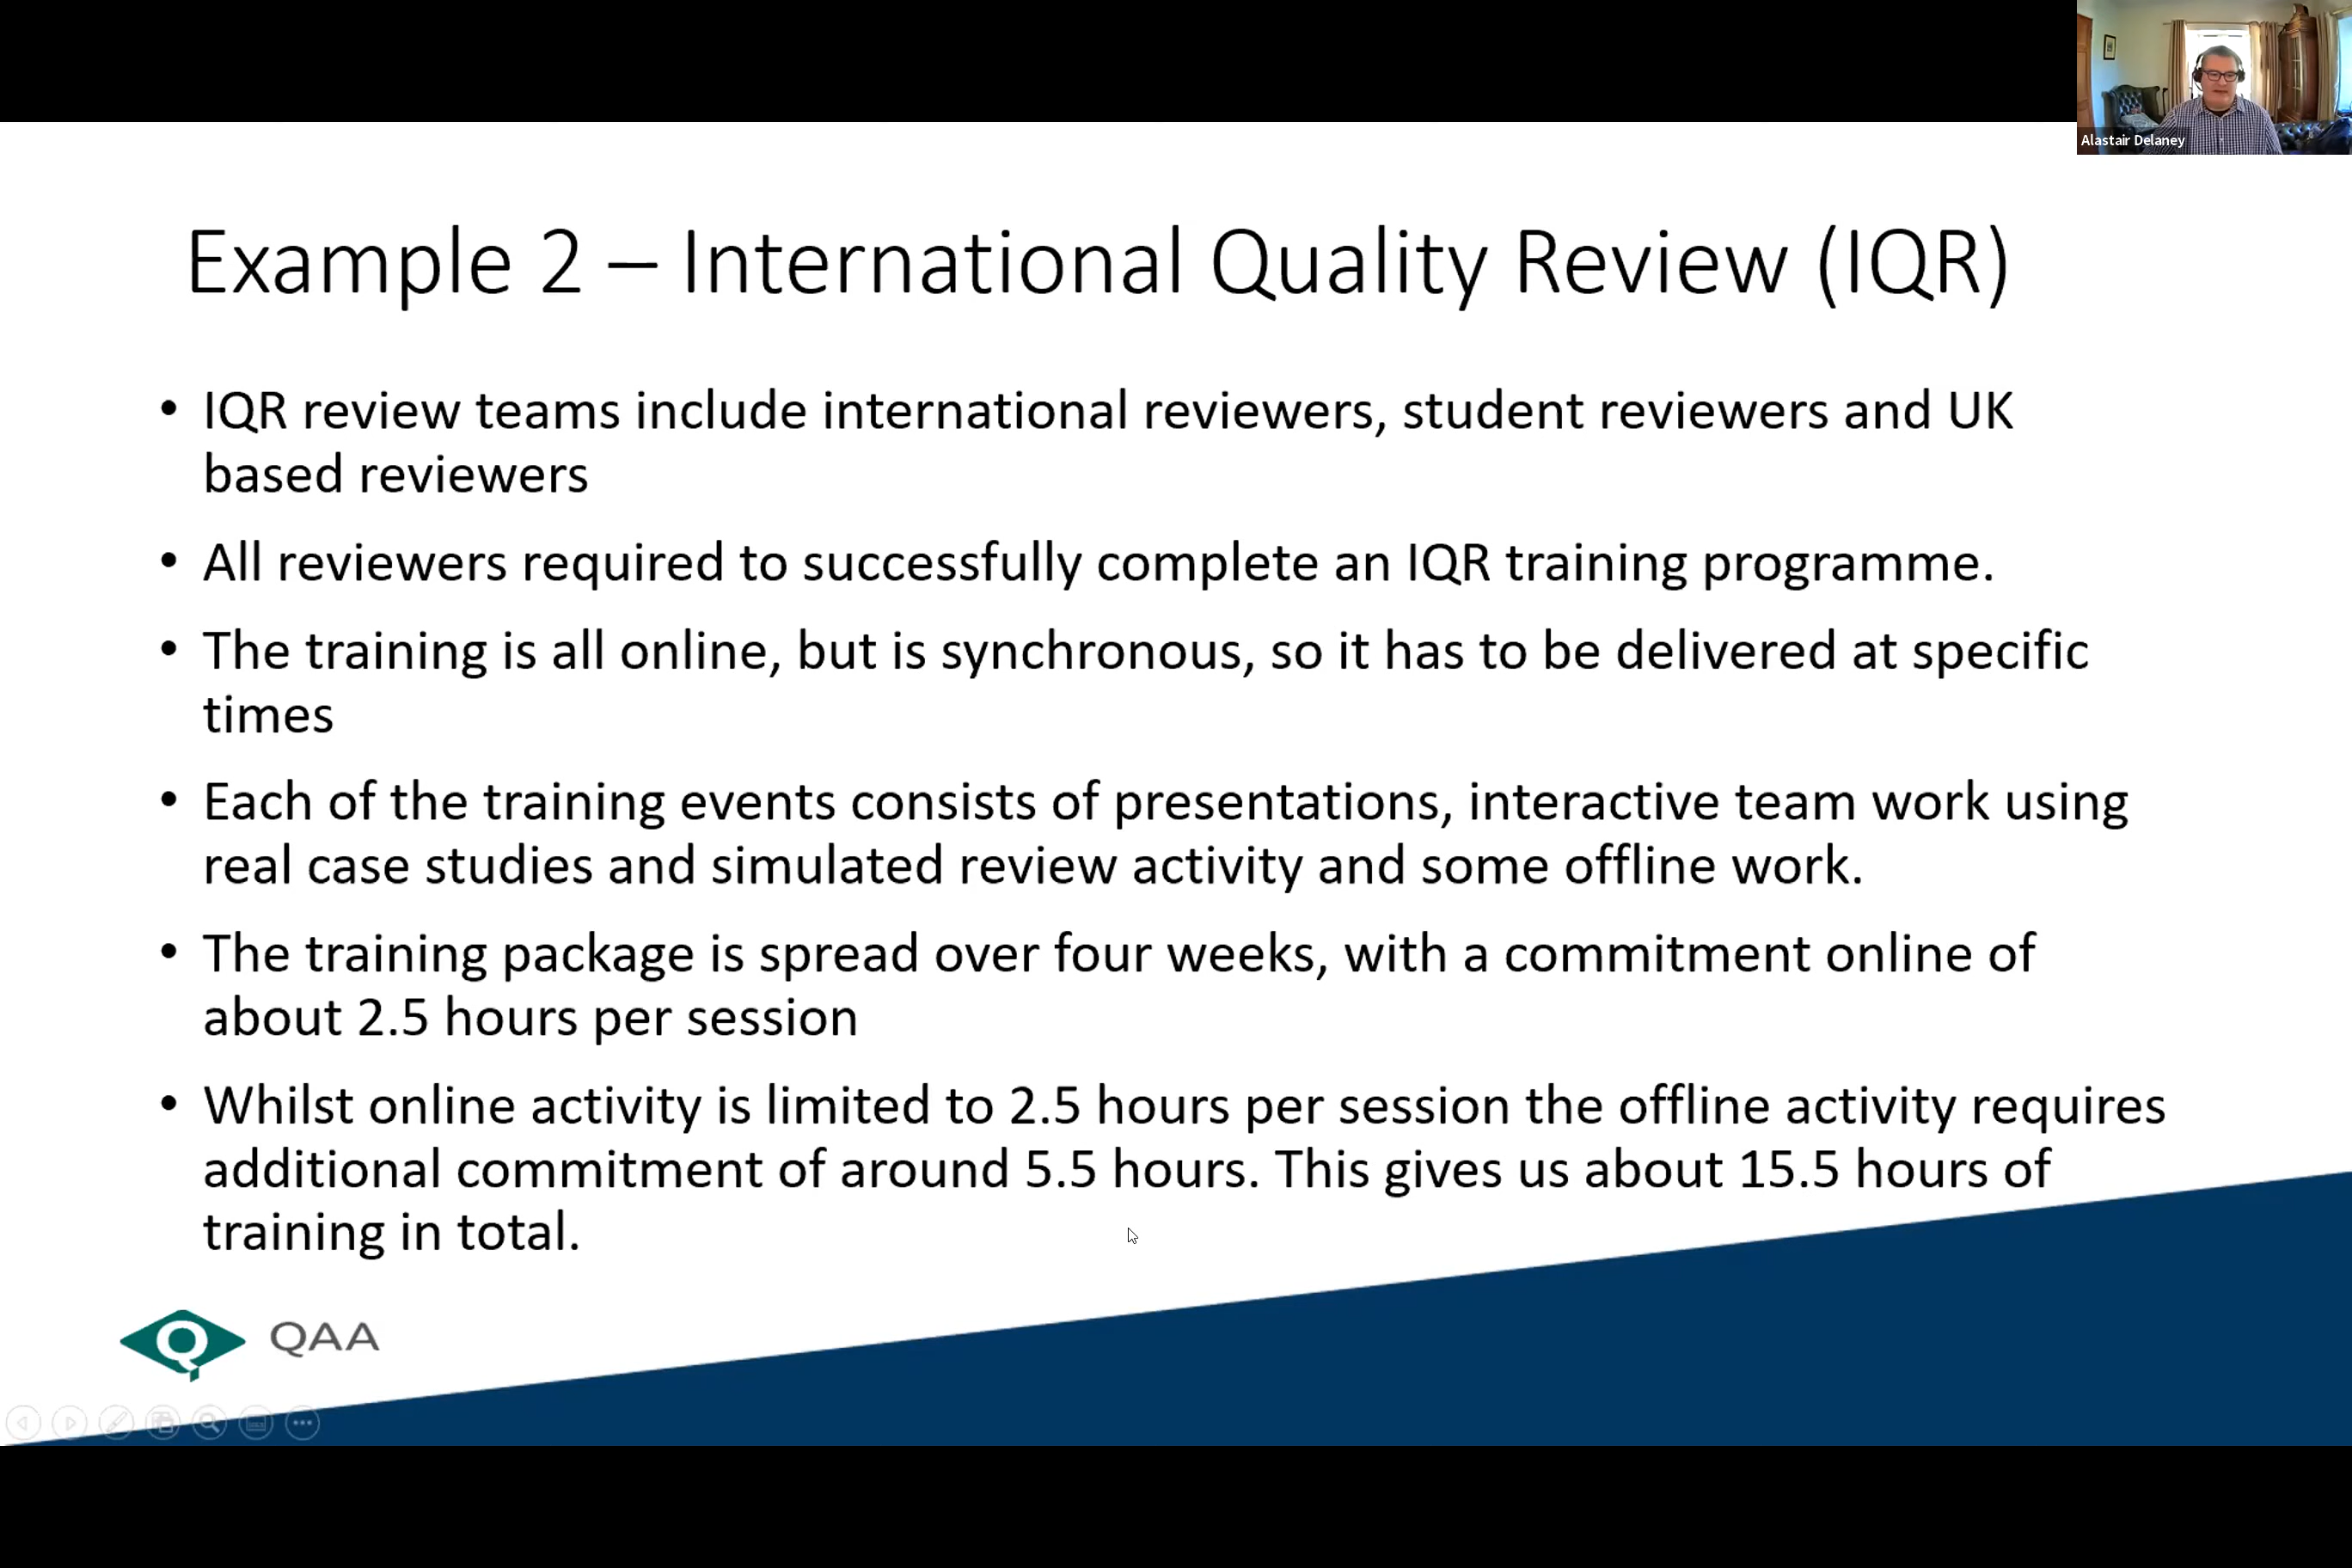 Alastair Delaney
Example 2 – International Quality Review (IQR)
• IQR review teams include international reviewers, student reviewers and UK
based reviewers
• All reviewers required to successfully complete an IQR training programme.
• The training is all online, but is synchronous, so it has to be delivered at specific
times
• Each of the training events consists of presentations, interactive team work using
real case studies and simulated review activity and some offline work.
• The training package is spread over four weeks, with a commitment online of
about 2.5 hours per session
• Whilst online activity is limited to 2.5 hours per session the offline activity requires
additional commitment of around 5.5 hours. This gives us about 15.5 hours of
training in total.
QAA